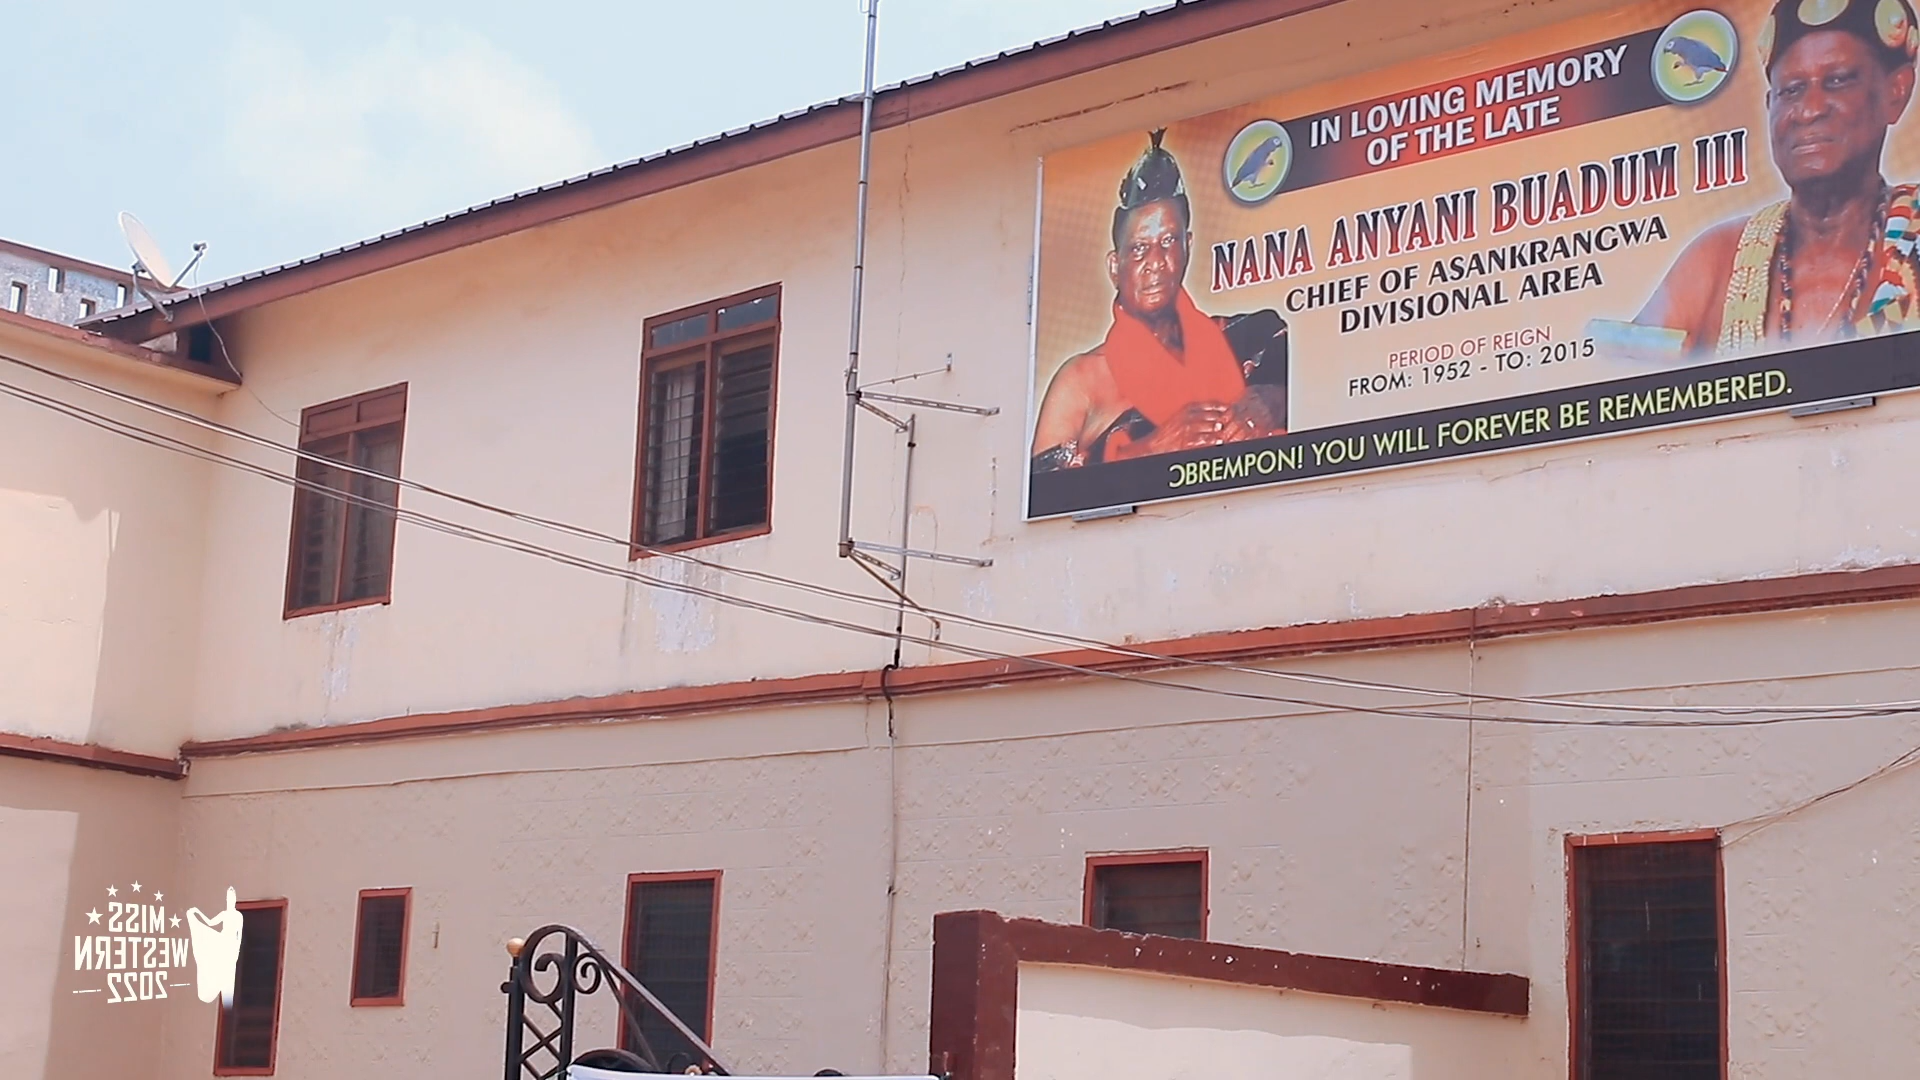 IN LOVING MEMORY
OF THE LATE
NANA ANYANI BUADUM III
CHIEF OF ASANKRANGWA
DIVISIONAL AREA
PERIOD OF REIGN
FROM: 1952 - TO: 2015
ƆBREMPON! YOU WILL FOREVER BE REMEMBERED.
MISS
WESTERN
2022